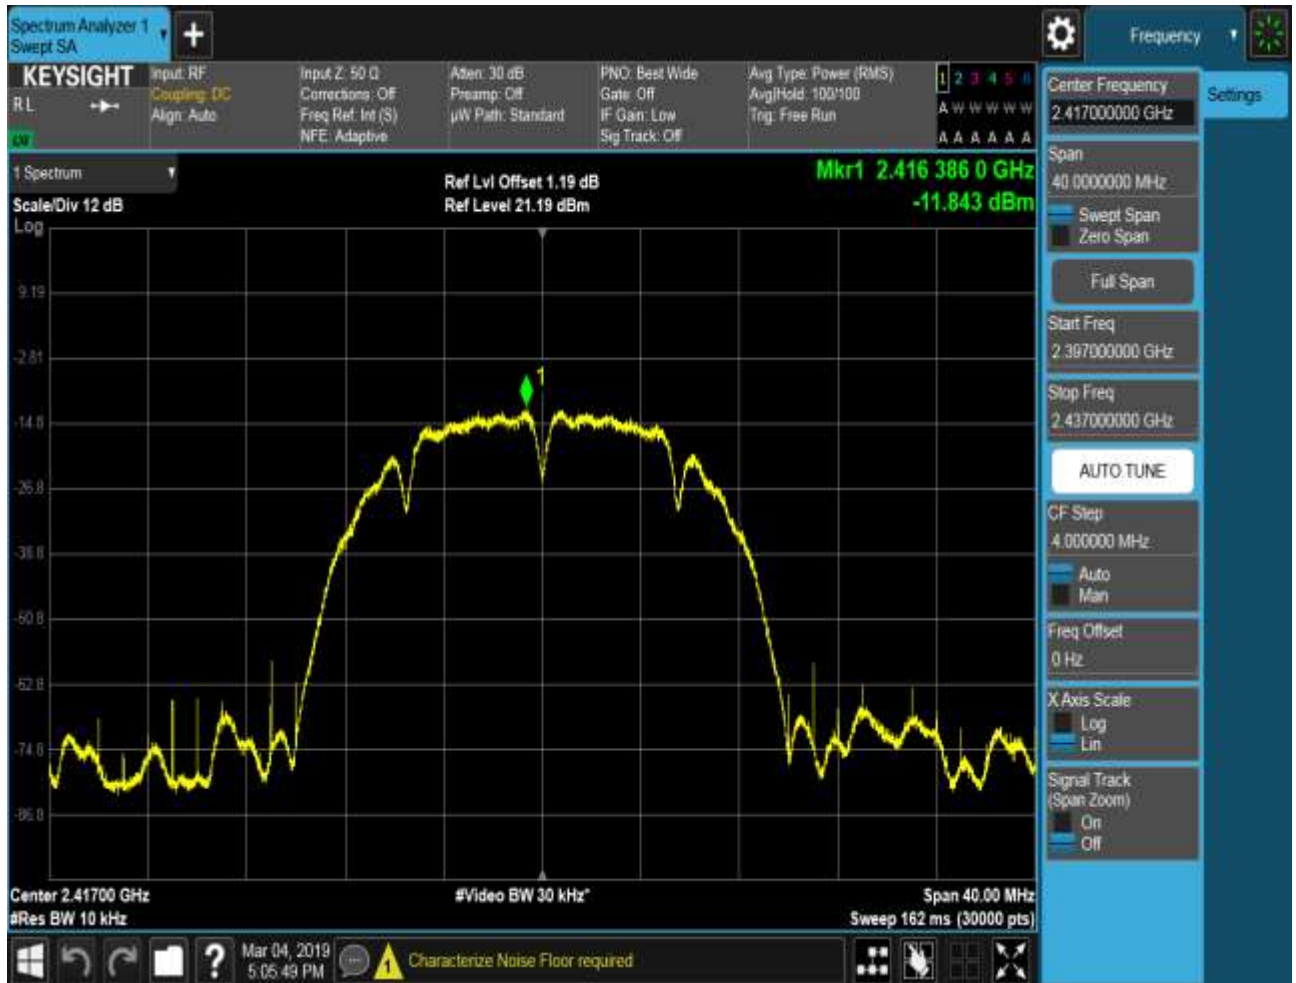 Spectrum Analyzer 1
Swept SA
+
Frequency
KEYSIGHT
R L
Input: RF
Coupling: DC
Align: Auto
Input Z: 50 Ω
Corrections: Off
Freq Ref: Int (S)
NFE: Adaptive
Atten: 30 dB
Preamp: Off
µW Path: Standard
PNO: Best Wide
Gate: Off
IF Gain: Low
Sig Track: Off
Avg Type: Power (RMS)
Avg|Hold: 100/100
Trig: Free Run
1 2 3 4 5 6
A W W W W W
A A A A A A
1 Spectrum
Scale/Div 12 dB
Log
Ref Lvl Offset 1.19 dB
Ref Level 21.19 dBm
Mkr1 2.416 386 0 GHz
-11.843 dBm
9.19
-2.81
-14.8
-26.8
-38.8
-50.8
-62.8
-74.8
-86.8
1
Center 2.41700 GHz
#Res BW 10 kHz
#Video BW 30 kHz*
Span 40.00 MHz
Sweep 162 ms (30000 pts)
Mar 04, 2019
5:05:49 PM
?
1
Characterize Noise Floor required
Center Frequency
2.417000000 GHz
Settings
Span
40.0000000 MHz
Swept Span
Zero Span
Full Span
Start Freq
2.397000000 GHz
Stop Freq
2.437000000 GHz
AUTO TUNE
CF Step
4.000000 MHz
Auto
Man
Freq Offset
0 Hz
X Axis Scale
Log
Lin
Signal Track
(Span Zoom)
On
Off